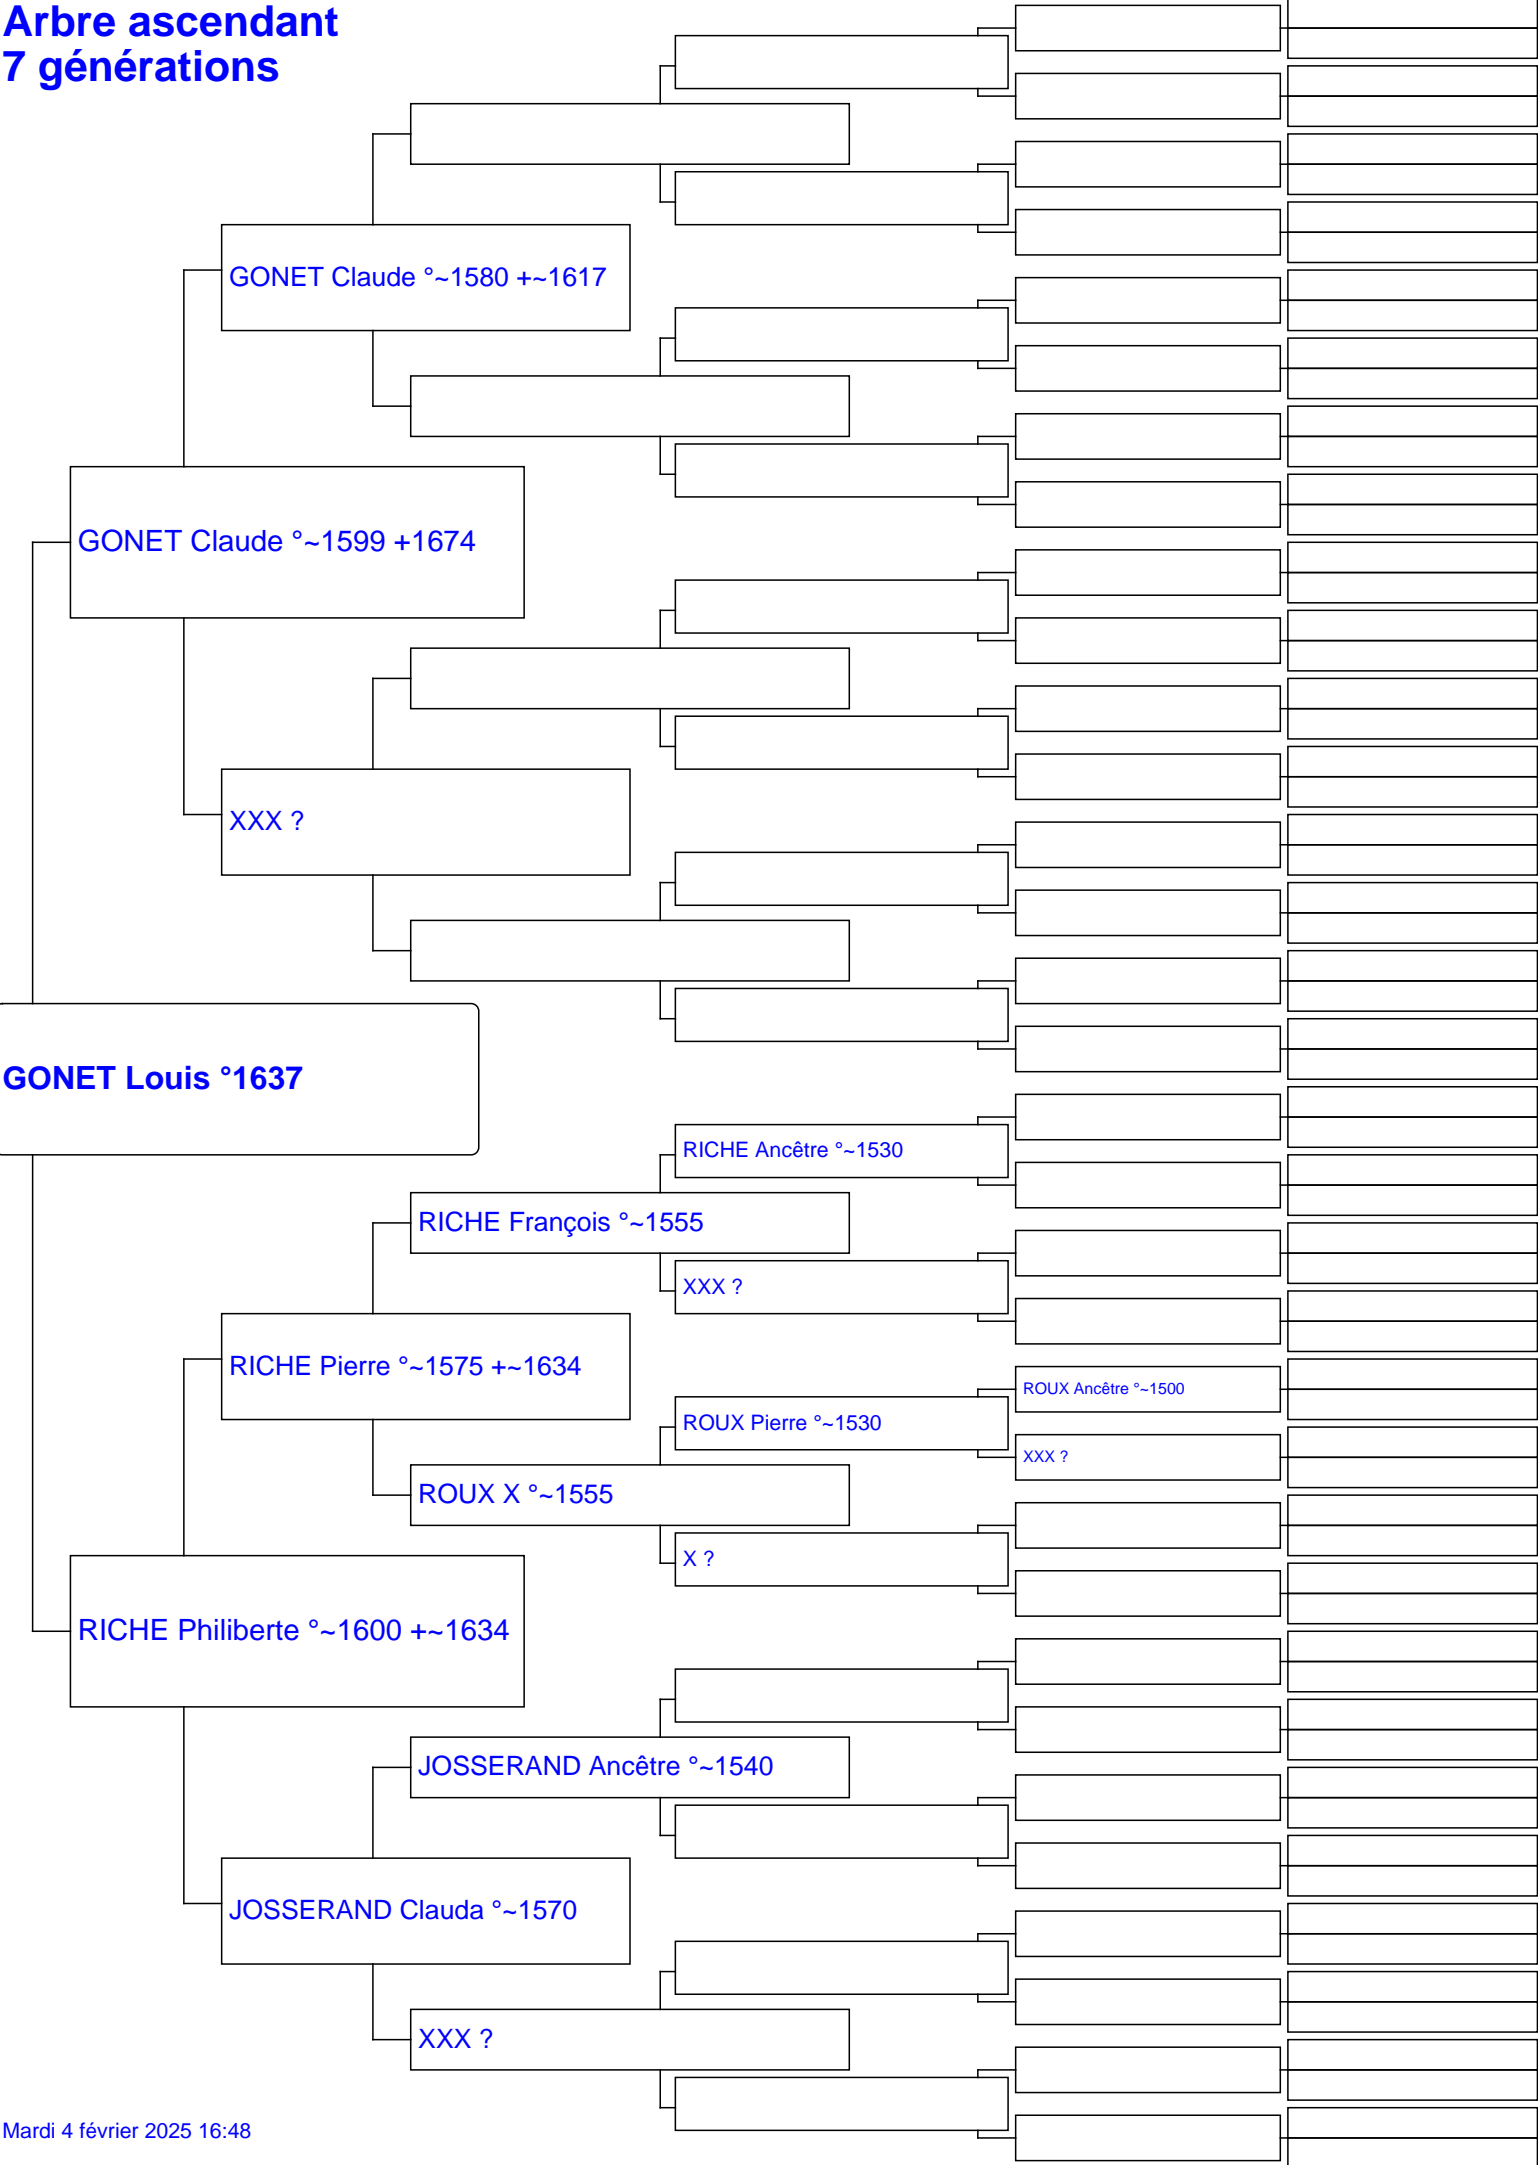 Arbre ascendant
7 générations
GONET Claude °~1580 +~1617
GONET Claude °~1599 +1674
XXX ?
GONET Louis °1637
RICHE Ancêtre °~1530
RICHE François °~1555
XXX ?
RICHE Pierre °~1575 +~1634
ROUX Ancêtre °~1500
ROUX Pierre °~1530
XXX ?
ROUX X °~1555
X ?
RICHE Philiberte °~1600 +~1634
JOSSERAND Ancêtre °~1540
JOSSERAND Clauda °~1570
XXX ?
Mardi 4 février 2025 16:48